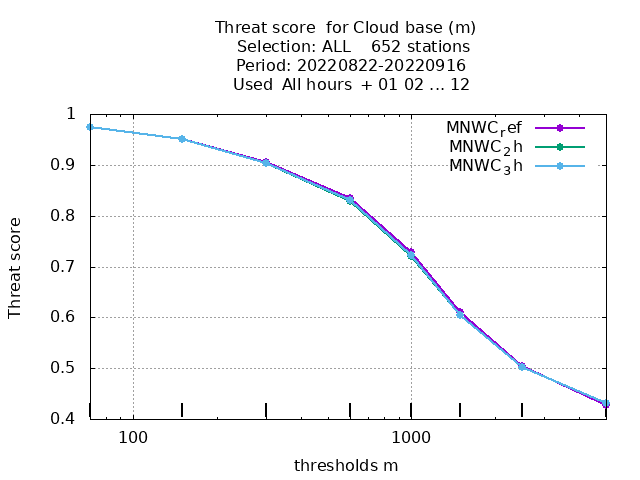 Threat score  for Cloud base (m)
Selection: ALL    652 stations
Period: 20220822-20220916
Used  All hours  + 01 02 ... 12
MNWC_ref
MNWC_2h
MNWC_3h
1
0.9
0.8
0.7
0.6
0.5
0.4
Threat score
100
1000
thresholds m